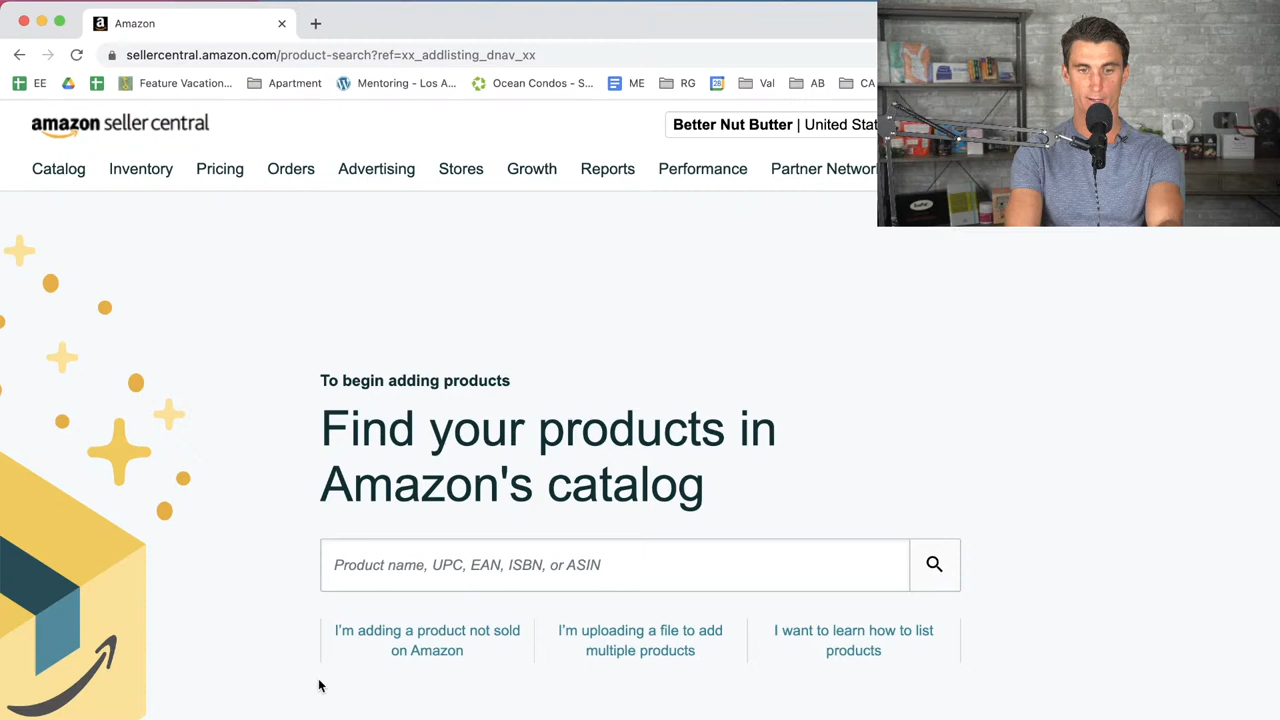 Amazon
sellercentral.amazon.com/product-search?ref=xx_addlisting_dnav_xx
EE Feature Vacation... Apartment Mentoring - Los A... Ocean Condos - S... ME RG 28 Val AB CA
amazon seller central
Better Nut Butter | United Sta
Catalog Inventory Pricing Orders Advertising Stores Growth Reports Performance Partner Networ
To begin adding products
Find your products in
Amazon's catalog
Product name, UPC, EAN, ISBN, or ASIN
I'm adding a product not sold
on Amazon
I'm uploading a file to add
multiple products
I want to learn how to list
products